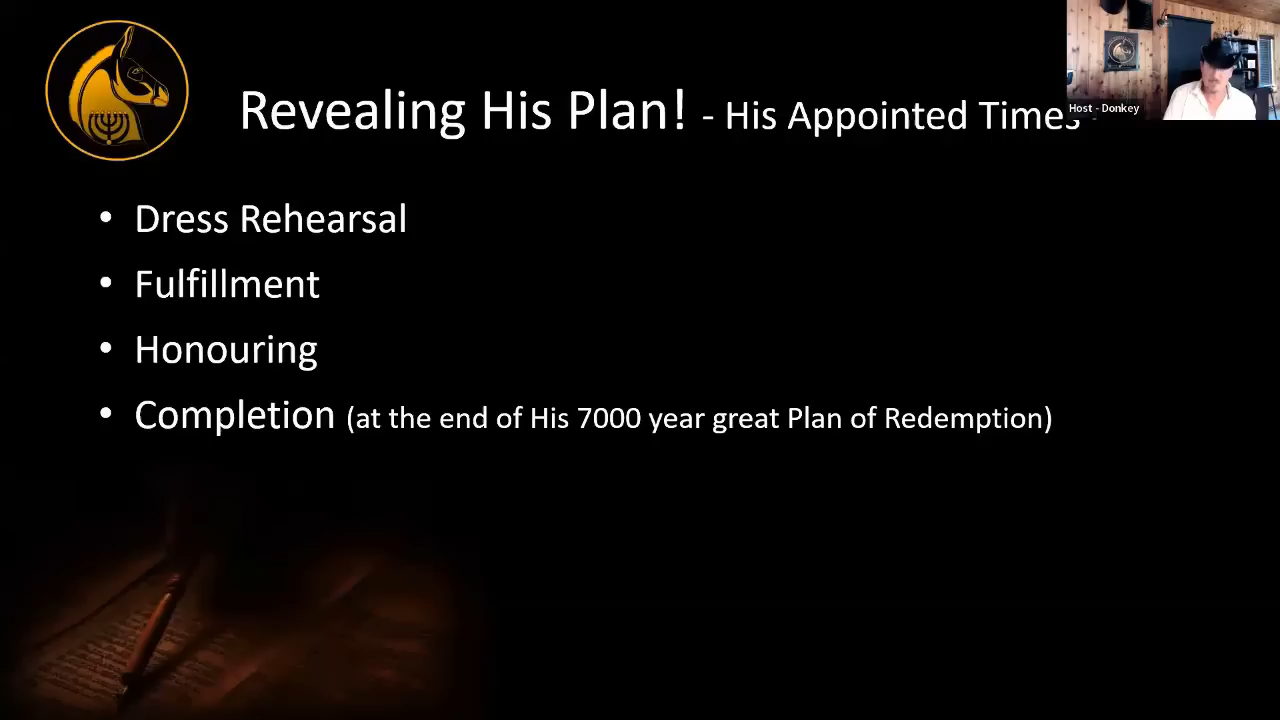 Revealing His Plan! - His Appointed Times
Host - Donkey
• Dress Rehearsal
• Fulfillment
• Honouring
• Completion (at the end of His 7000 year great Plan of Redemption)